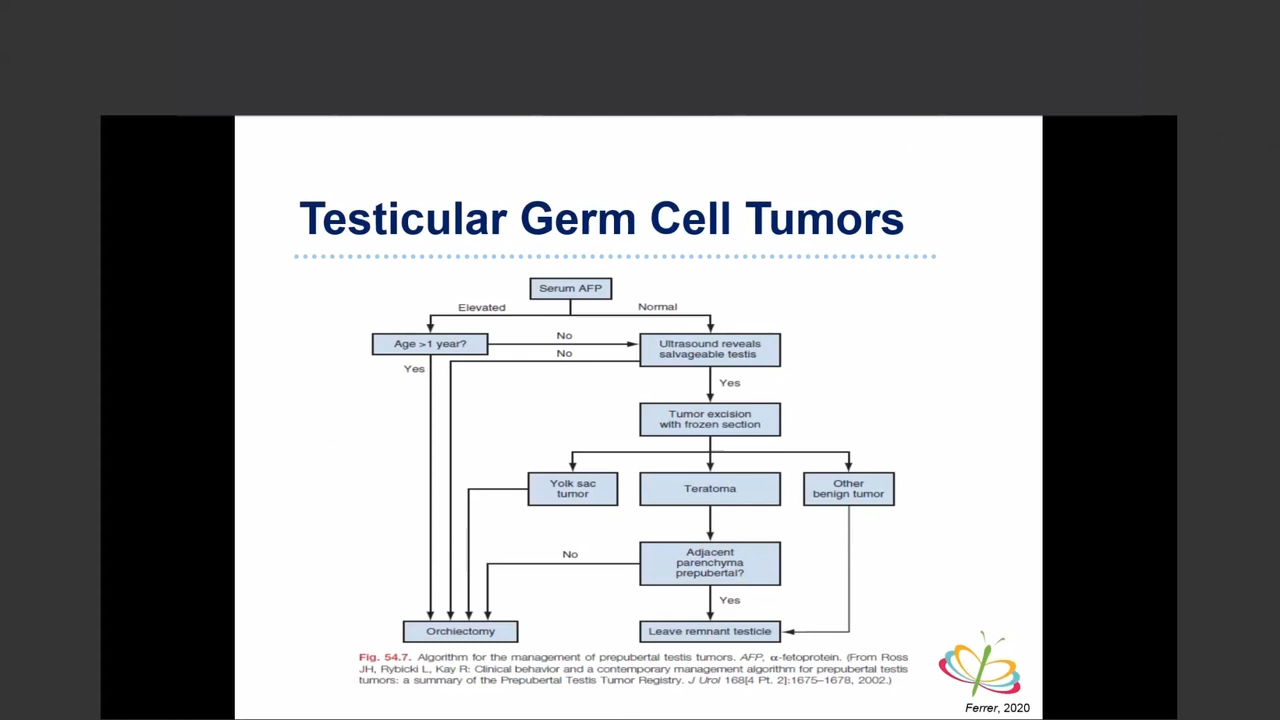 Testicular Germ Cell Tumors
Serum AFP
Elevated
Normal
Age >1 year?
No
Ultrasound reveals
salvageable testis
No
Yes
Yes
Tumor excision
with frozen section
Yolk sac
tumor
Teratoma
Other
benign tumor
No
Adjacent
parenchyma
prepubertal?
Yes
Orchiectomy
Leave remnant testicle
Fig. 54.7. Algorithm for the management of prepubertal testis tumors. AFP, α-fetoprotein. (From Ross
JH, Rybicki L, Kay R: Clinical behavior and a contemporary management algorithm for prepubertal testis
tumors: a summary of the Prepubertal Testis Tumor Registry. J Urol 168[4 Pt. 2]:1675–1678, 2002.)
Ferrer, 2020